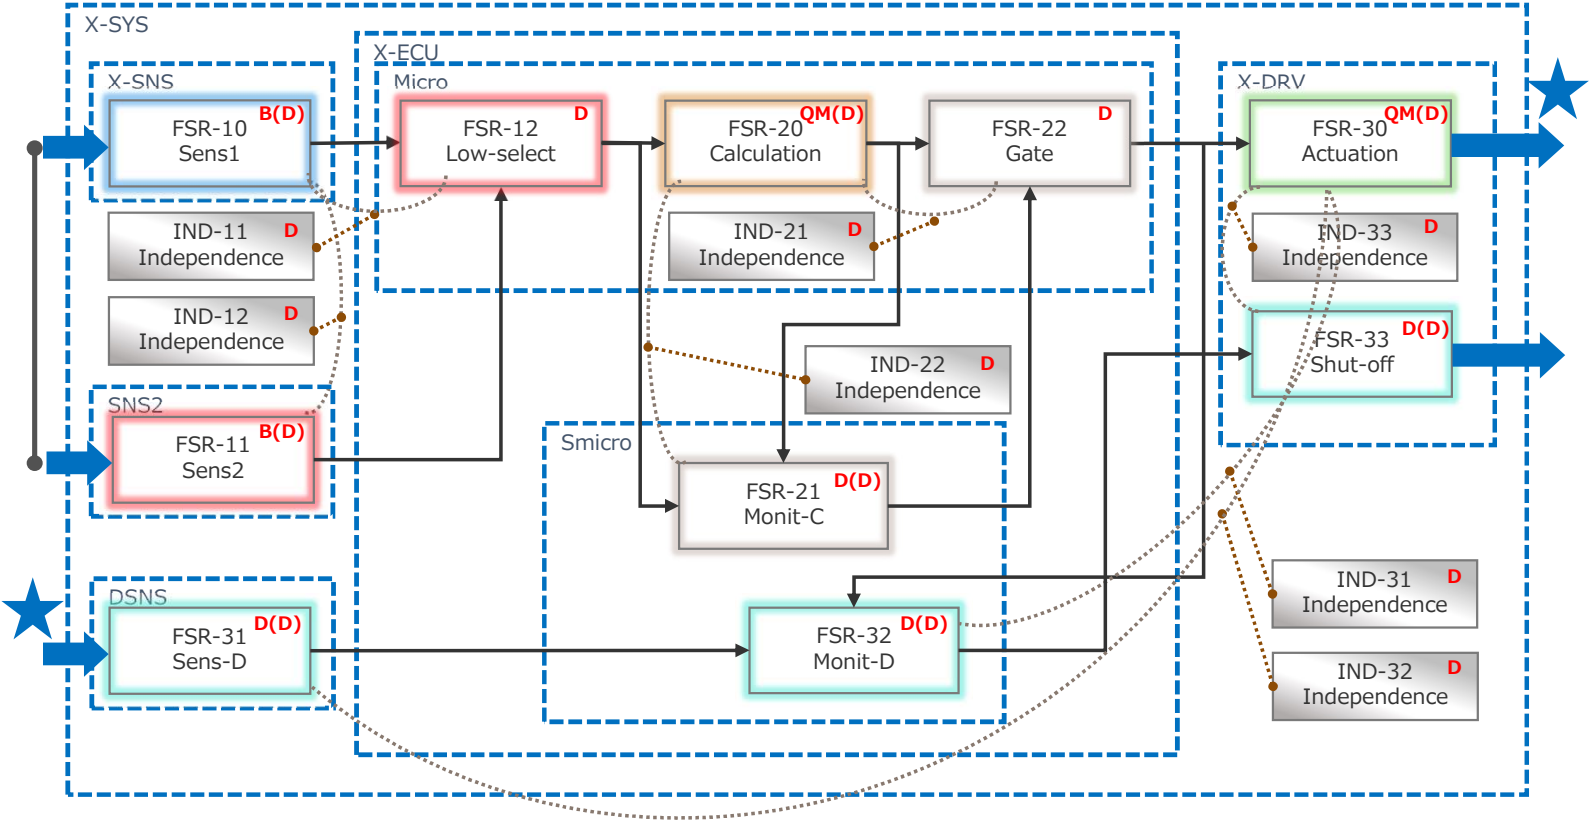 X-SYS
X-ECU
X-SNS
Micro
X-DRV
B(D)
FSR-10
Sens1
D
FSR-12
Low-select
QM(D)
FSR-20
Calculation
D
FSR-22
Gate
QM(D)
FSR-30
Actuation
IND-11 D
Independence
IND-21 D
Independence
IND-33 D
Independence
IND-12 D
Independence
D(D)
FSR-33
Shut-off
IND-22 D
Independence
SNS2
B(D)
FSR-11
Sens2
Smicro
D(D)
FSR-21
Monit-C
IND-31 D
Independence
DSNS
D(D)
FSR-31
Sens-D
D(D)
FSR-32
Monit-D
IND-32 D
Independence